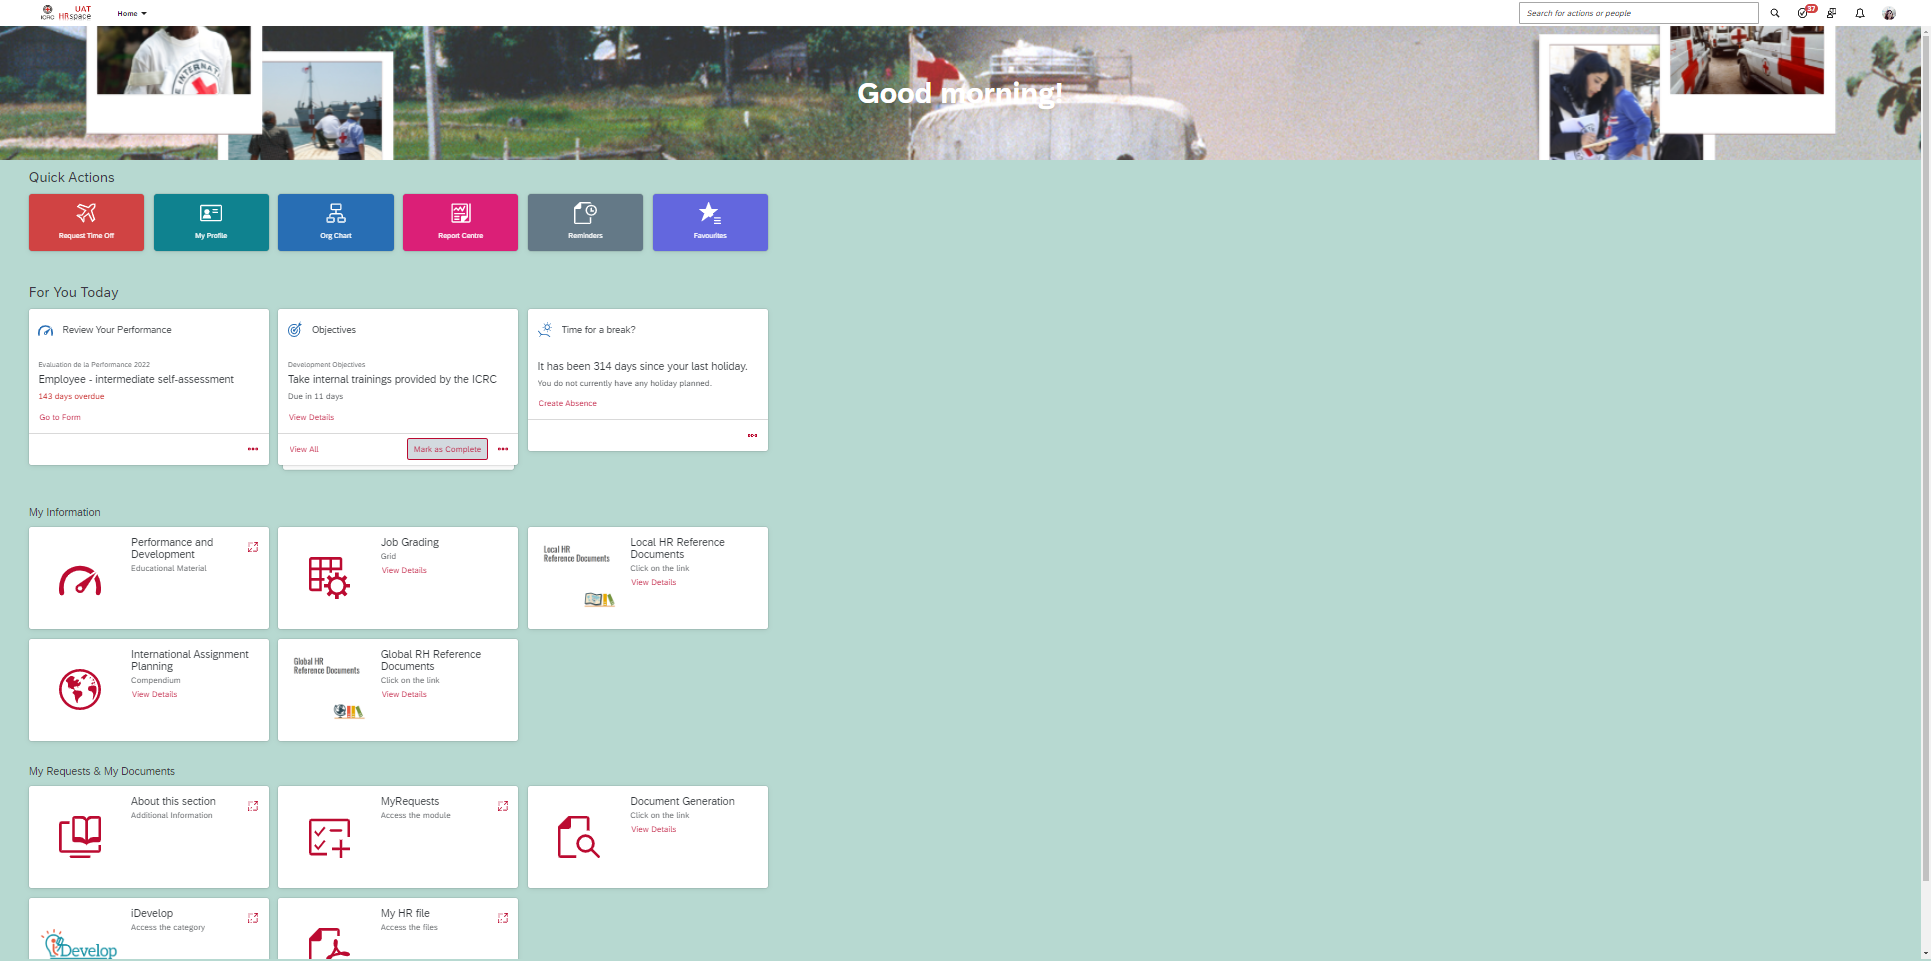 ICRC
UAT
HRspace
Home
Search for actions or people
37
INTERNAT
Good morning!
Quick Actions
Request Time Off
My Profile
Org Chart
Report Centre
Reminders
Favourites
For You Today
Review Your Performance
Evaluation de la Performance 2022
Employee - intermediate self-assessment
143 days overdue
Go to Form
Objectives
Development Objectives
Take internal trainings provided by the ICRC
Due in 11 days
View Details
View All
Mark as Complete
Time for a break?
It has been 314 days since your last holiday.
You do not currently have any holiday planned.
Create Absence
My Information
Performance and
Development
Educational Material
Job Grading
Grid
View Details
Local HR
Reference Documents
Local HR Reference
Documents
Click on the link
View Details
International Assignment
Planning
Compendium
View Details
Global HR
Reference Documents
Global RH Reference
Documents
Click on the link
View Details
My Requests & My Documents
About this section
Additional Information
MyRequests
Access the module
Document Generation
Click on the link
View Details
iDevelop
Access the category
iDevelop
My HR file
Access the files